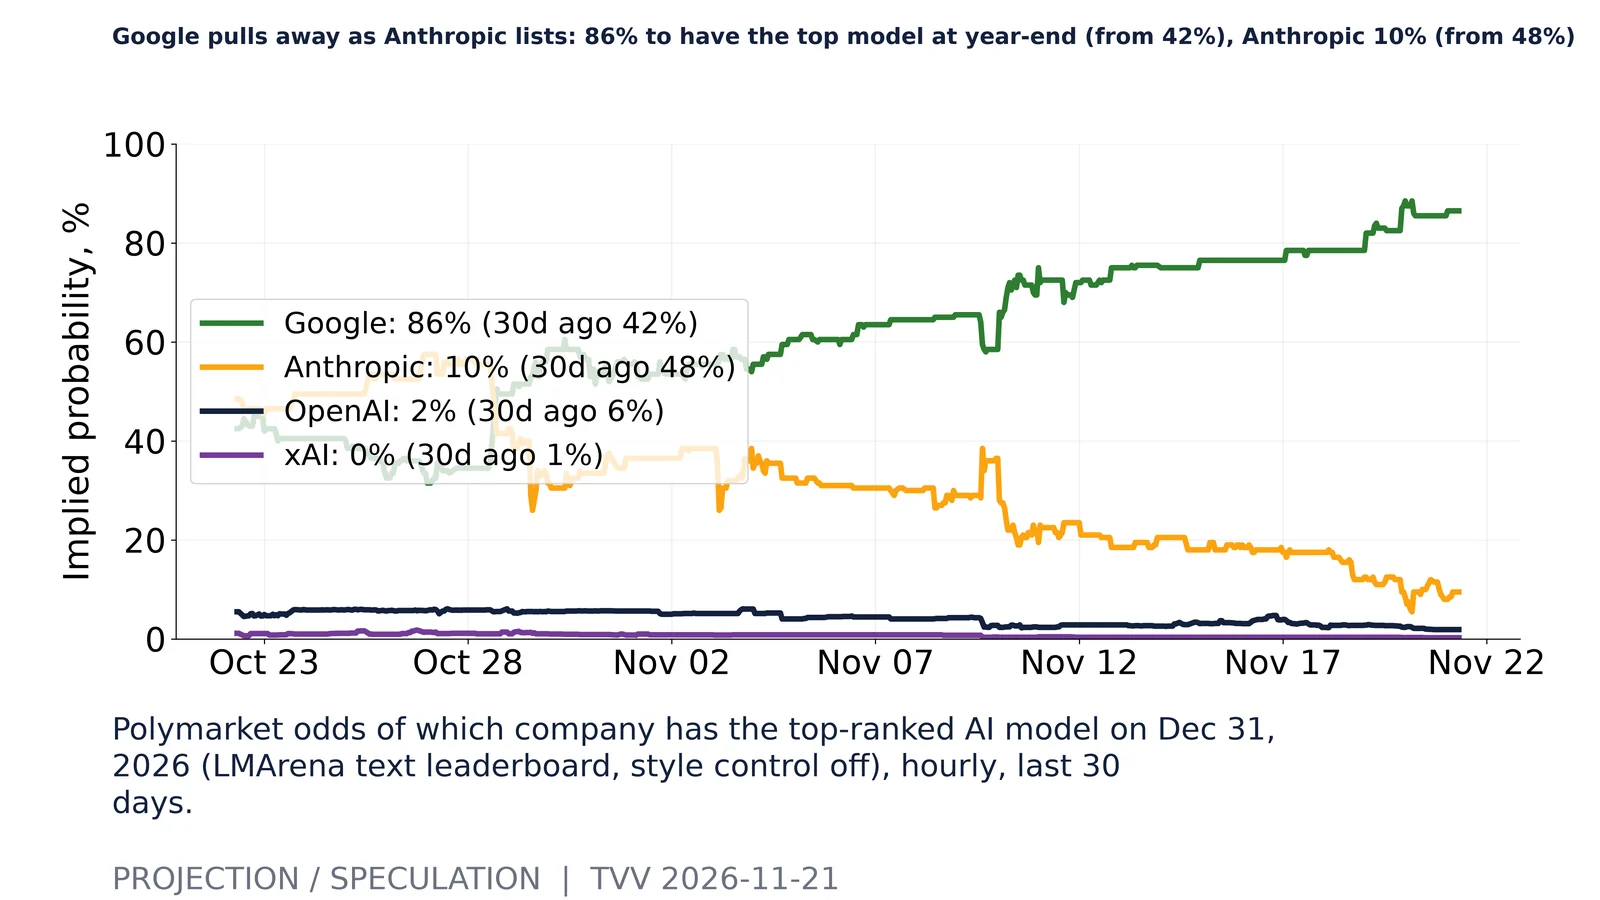 Google pulls away as Anthropic lists: 86% to have the top model at year-end (from 42%), Anthropic 10% (from 48%)
100
80
60
40
20
0
Implied probability, %
Google: 86% (30d ago 42%)
Anthropic: 10% (30d ago 48%)
OpenAI: 2% (30d ago 6%)
xAI: 0% (30d ago 1%)
Oct 23 Oct 28 Nov 02 Nov 07 Nov 12 Nov 17 Nov 22
Polymarket odds of which company has the top-ranked AI model on Dec 31,
2026 (LMArena text leaderboard, style control off), hourly, last 30
days.
PROJECTION / SPECULATION | TVV 2026-11-21